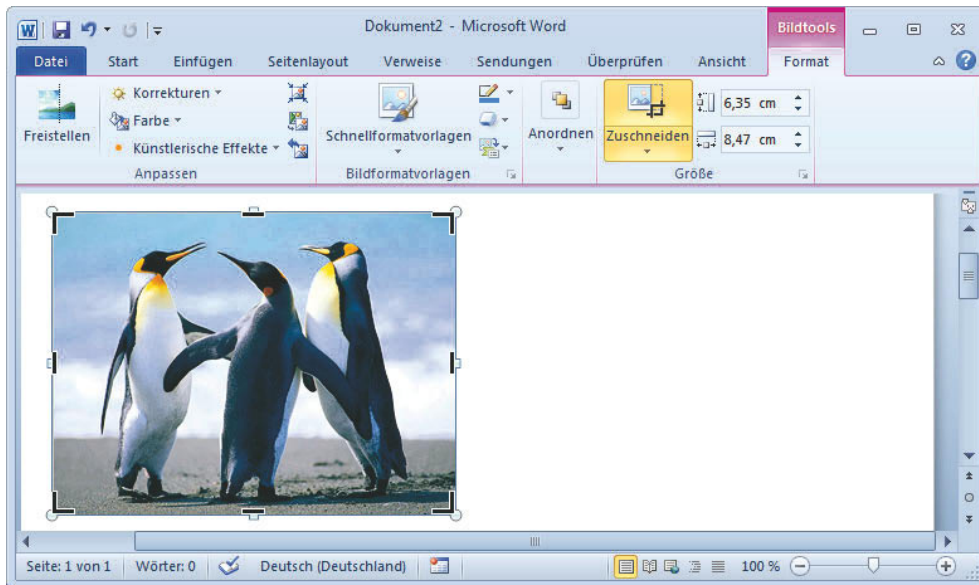 W
Dokument2 - Microsoft Word
Bildtools
Datei Start Einfügen Seitenlayout Verweise Sendungen Überprüfen Ansicht Format
Freistellen
Korrekturen
Farbe
Künstlerische Effekte
Anpassen
Schnellformatvorlagen
Bildformatvorlagen
Anordnen
Zuschneiden
6,35 cm
8,47 cm
Größe
Seite: 1 von 1 Wörter: 0 Deutsch (Deutschland) 100 %